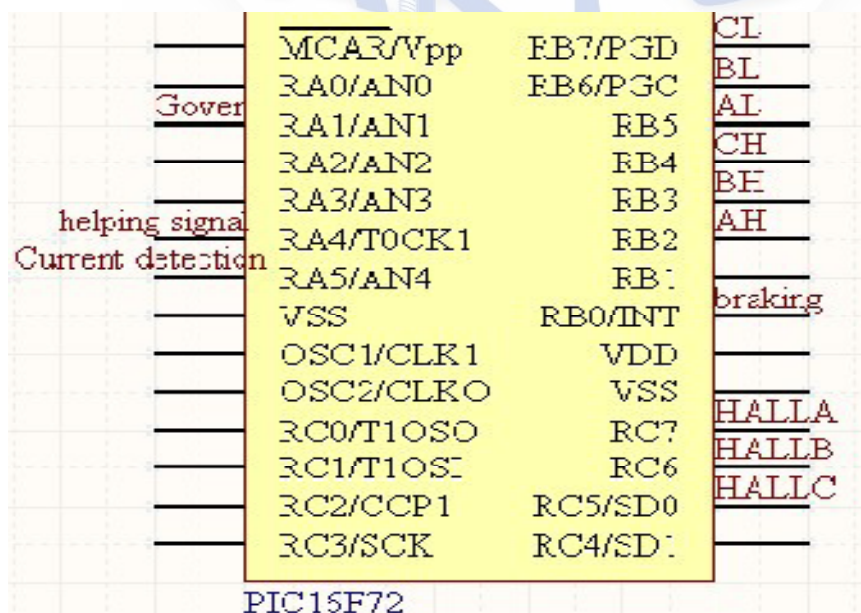 MCAR/Vpp RB7/PGD CL
RA0/AN0 RB6/PGC BL
Gover RA1/AN1 RB5 AL
RA2/AN2 RB4 CH
RA3/AN3 RB3 BH
helping signal RA4/T0CK1 RB2 AH
Current detection RA5/AN4 RB1
VSS RB0/INT braking
OSC1/CLK1 VDD
OSC2/CLKO VSS
RC0/T1OSO RC7 HALLA
RC1/T1OSI RC6 HALLB
RC2/CCP1 RC5/SD0 HALLC
RC3/SCK RC4/SD1
PIC16F72